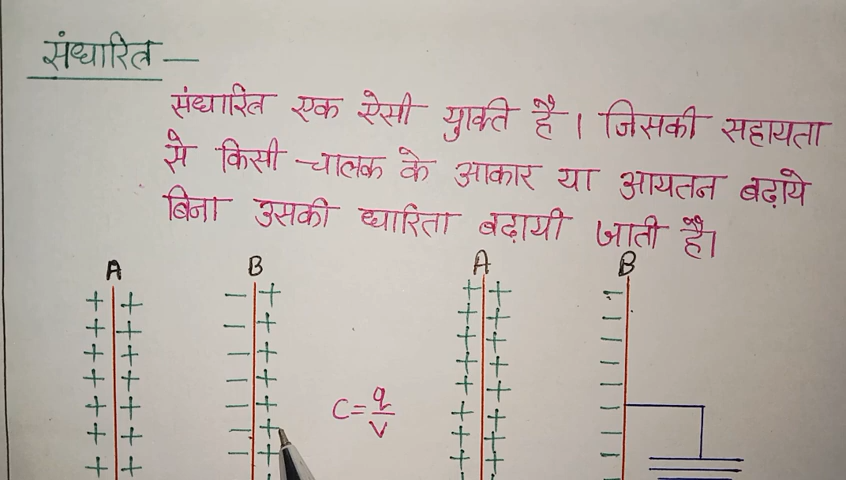 संधारित्र —
संधारित्र एक ऐसी युक्ति है। जिसकी सहायता
से किसी चालक के आकार या आयतन बढ़ाये
बिना उसकी धारिता बढ़ायी जाती है।
A B A B
+ + − + + + −
+ + − + + + −
+ + − + + + −
+ + − + + + −
+ + − + + + −
+ + − + + + −
+ + − + + + −
C = q/V